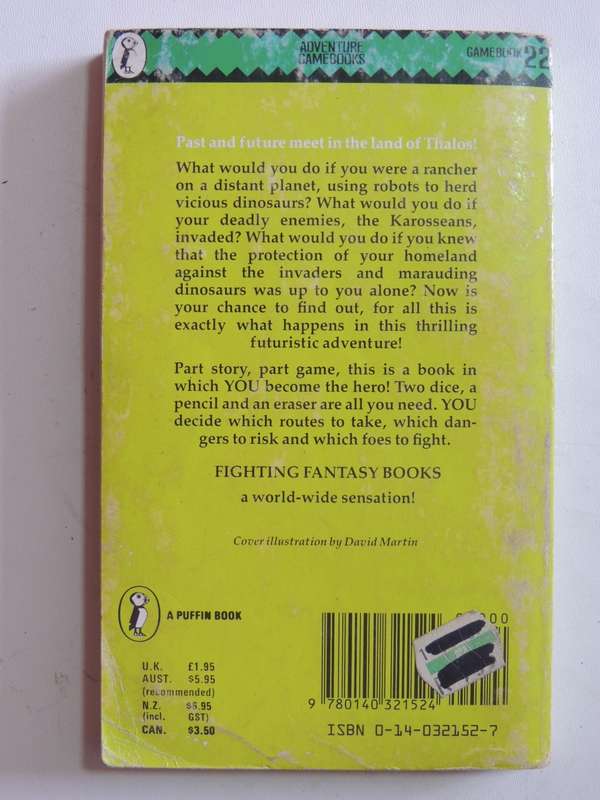 ADVENTURE
GAMEBOOKS
GAMEBOOK 22
Past and future meet in the land of Thalos!
What would you do if you were a rancher
on a distant planet, using robots to herd
vicious dinosaurs? What would you do if
your deadly enemies, the Karosseans,
invaded? What would you do if you knew
that the protection of your homeland
against the invaders and marauding
dinosaurs was up to you alone? Now is
your chance to find out, for all this is
exactly what happens in this thrilling
futuristic adventure!
Part story, part game, this is a book in
which YOU become the hero! Two dice, a
pencil and an eraser are all you need. YOU
decide which routes to take, which dan-
gers to risk and which foes to fight.
FIGHTING FANTASY BOOKS
a world-wide sensation!
Cover illustration by David Martin
A PUFFIN BOOK
U.K. £1.95
AUST. $5.95
(recommended)
N.Z. $6.95
(incl. GST)
CAN. $3.50
9 780140 321524
ISBN 0-14-032152-7